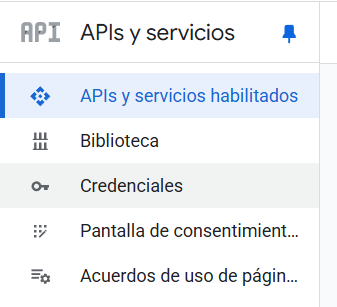 API APIs y servicios
APIs y servicios habilitados
Biblioteca
Credenciales
Pantalla de consentimient...
Acuerdos de uso de págin...